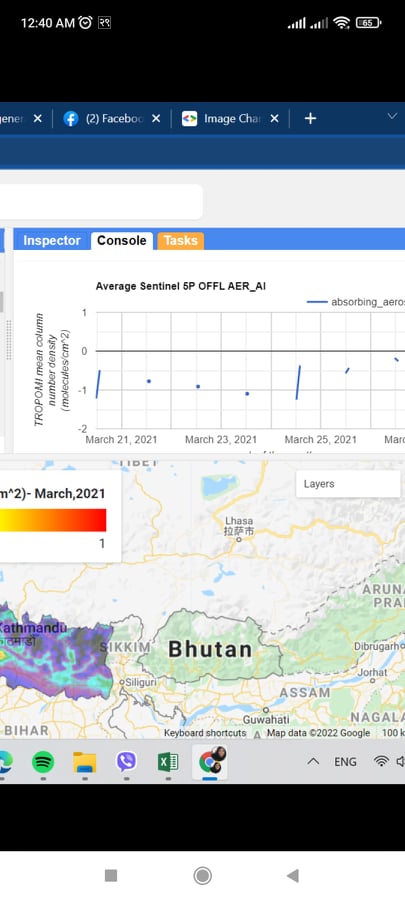 12:40 AM
65
gener
(2) Faceboo
Image Char
Inspector
Console
Tasks
Average Sentinel 5P OFFL AER_AI
absorbing_aeros
TROPOMI mean column
number density
(molecules/cm^2)
1
0
-1
-2
March 21, 2021
March 23, 2021
March 25, 2021
Marc
TIBET
m^2)- March,2021
1
Layers
Lhasa
拉萨市
ARUNA
PRA
Kathmandu
काठमाडौं
SIKKIM
Bhutan
Dibrugarh
Siliguri
Jorhat
ASSAM
Guwahati
NAGALA
BIHAR
Keyboard shortcuts
Map data ©2022 Google
100 k
ENG